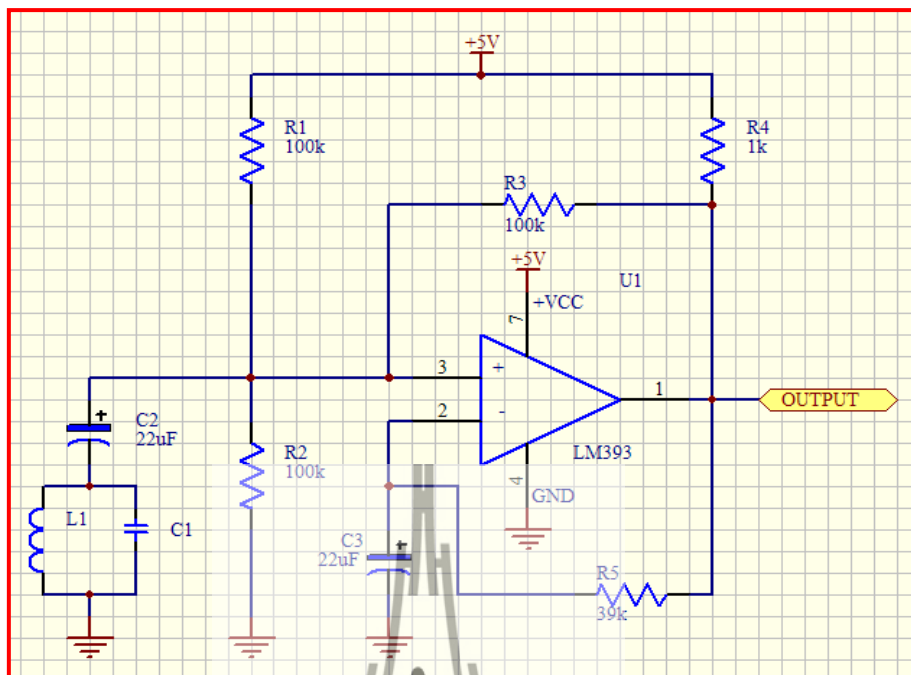 +5V
R1
100k
R4
1k
R3
100k
+5V
U1
+VCC
7
3
+
1
OUTPUT
2
-
LM393
C2
+
22uF
R2
100k
4
GND
L1
C1
C3
+
22uF
R5
39k